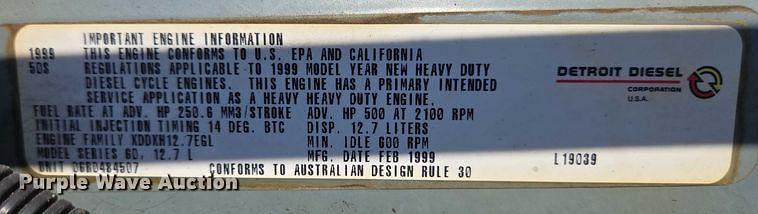 IMPORTANT ENGINE INFORMATION
1999 THIS ENGINE CONFORMS TO U.S. EPA AND CALIFORNIA
50S REGULATIONS APPLICABLE TO 1999 MODEL YEAR NEW HEAVY DUTY
DIESEL CYCLE ENGINES. THIS ENGINE HAS A PRIMARY INTENDED
SERVICE APPLICATION AS A HEAVY HEAVY DUTY ENGINE.
FUEL RATE AT ADV. HP 250.6 MM3/STROKE ADV. HP 500 AT 2100 RPM
INITIAL INJECTION TIMING 14 DEG. BTC DISP. 12.7 LITERS
ENGINE FAMILY XDDXH12.7EGL MIN. IDLE 600 RPM
MODEL SERIES 60, 12.7 L MFG. DATE FEB 1999
UNIT 06R0484507 CONFORMS TO AUSTRALIAN DESIGN RULE 30
DETROIT DIESEL
CORPORATION
U.S.A.
L19039
Purple Wave Auction